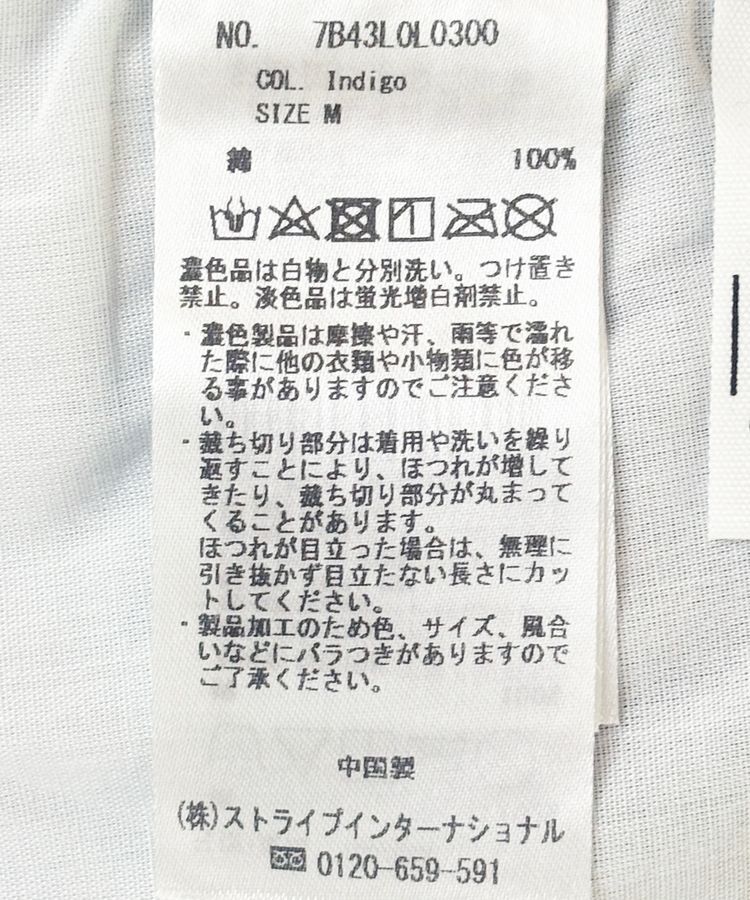 NO. 7B43L0L0300
COL. Indigo
SIZE M
綿 100%
濃色品は白物と分別洗い。つけ置き
禁止。淡色品は蛍光増白剤禁止。
・濃色製品は摩擦や汗、雨等で濡れ
た際に他の衣類や小物類に色が移
る事がありますのでご注意くださ
い。
・裁ち切り部分は着用や洗いを繰り
返すことにより、ほつれが増して
きたり、裁ち切り部分が丸まって
くることがあります。
ほつれが目立った場合は、無理に
引き抜かず目立たない長さにカッ
トしてください。
・製品加工のため色、サイズ、風合
いなどにバラつきがありますので
ご了承ください。
中国製
(株)ストライプインターナショナル
0120-659-591